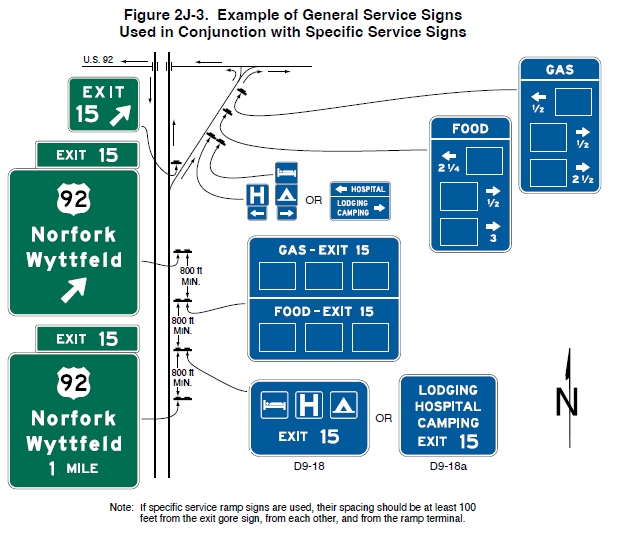 Figure 2J-3. Example of General Service Signs
Used in Conjunction with Specific Service Signs
U.S. 92
EXIT
15
EXIT 15
92
Norfork
Wyttfeld
EXIT 15
92
Norfork
Wyttfeld
1 MILE
800 ft
MIN.
800 ft
MIN.
800 ft
MIN.
H
OR
HOSPITAL
LODGING
CAMPING
FOOD
2 1/4
1/2
3
GAS
1/2
1/2
2 1/2
GAS - EXIT 15
FOOD - EXIT 15
H
EXIT 15
D9-18
OR
LODGING
HOSPITAL
CAMPING
EXIT 15
D9-18a
N
Note: If specific service ramp signs are used, their spacing should be at least 100
feet from the exit gore sign, from each other, and from the ramp terminal.